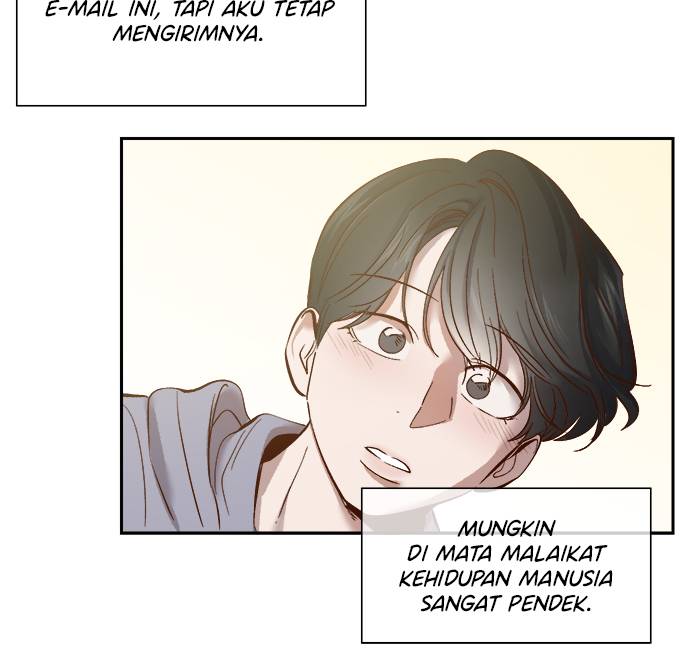 E-MAIL INI, TAPI AKU TETAP
MENGIRIMNYA.
MUNGKIN
DI MATA MALAIKAT
KEHIDUPAN MANUSIA
SANGAT PENDEK.